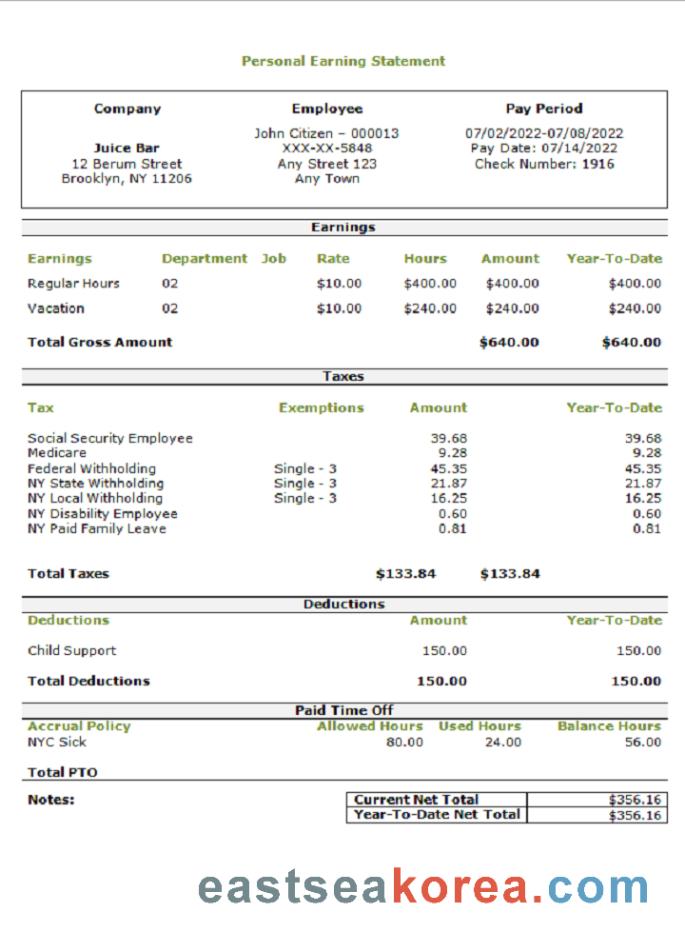 Personal Earning Statement
Company Employee Pay Period
John Citizen – 000013 07/02/2022-07/08/2022
Juice Bar XXX-XX-5848 Pay Date: 07/14/2022
12 Berum Street Any Street 123 Check Number: 1916
Brooklyn, NY 11206 Any Town
Earnings
Earnings Department Job Rate Hours Amount Year-To-Date
Regular Hours 02 $10.00 $400.00 $400.00 $400.00
Vacation 02 $10.00 $240.00 $240.00 $240.00
Total Gross Amount $640.00 $640.00
Taxes
Tax Exemptions Amount Year-To-Date
Social Security Employee 39.68 39.68
Medicare 9.28 9.28
Federal Withholding Single - 3 45.35 45.35
NY State Withholding Single - 3 21.87 21.87
NY Local Withholding Single - 3 16.25 16.25
NY Disability Employee 0.60 0.60
NY Paid Family Leave 0.81 0.81
Total Taxes $133.84 $133.84
Deductions
Deductions Amount Year-To-Date
Child Support 150.00 150.00
Total Deductions 150.00 150.00
Paid Time Off
Accrual Policy Allowed Hours Used Hours Balance Hours
NYC Sick 80.00 24.00 56.00
Total PTO
Notes: Current Net Total $356.16
Year-To-Date Net Total $356.16
eastseakorea.com